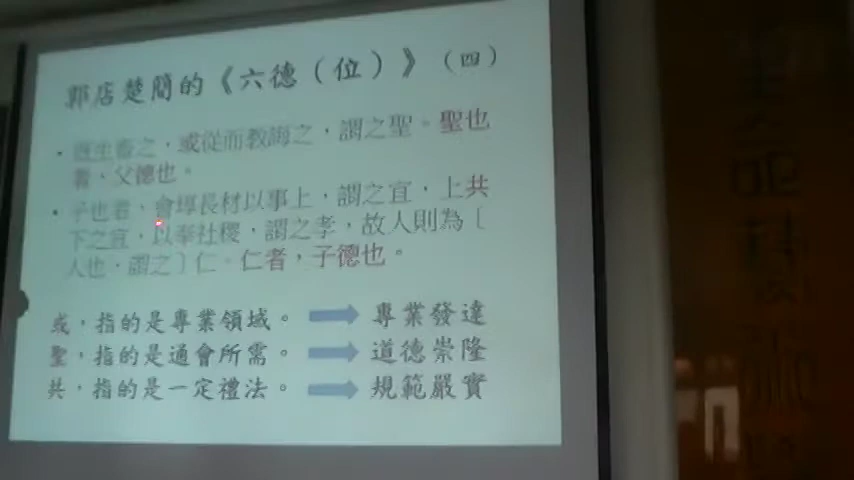 郭店楚簡的《六德（位）》（四）
• 既生畜之，或從而教誨之，謂之聖。聖也
者，父德也。
• 子也者，會埻長材以事上，謂之宜，上共
下之宜，以奉社稷，謂之孝，故人則為〔
人也，謂之〕仁。仁者，子德也。
或，指的是專業領域。 專業發達
聖，指的是通會所需。 道德崇隆
共，指的是一定禮法。 規範嚴實